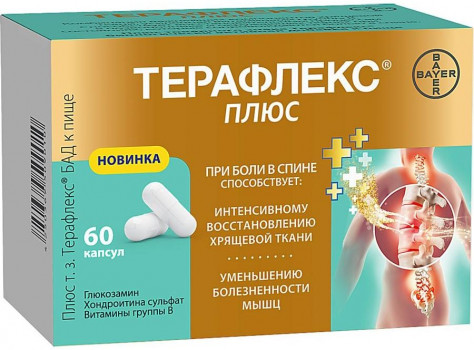 ТЕРАФЛЕКС®
ПЛЮС
BAYER
BAYER
НОВИНКА
ПРИ БОЛИ В СПИНЕ
СПОСОБСТВУЕТ:
ИНТЕНСИВНОМУ
ВОССТАНОВЛЕНИЮ
ХРЯЩЕВОЙ ТКАНИ
УМЕНЬШЕНИЮ
БОЛЕЗНЕННОСТИ
МЫШЦ
60
капсул
Глюкозамин
Хондроитина сульфат
Витамины группы B
Плюс т. з. Терафлекс® БАД к пище